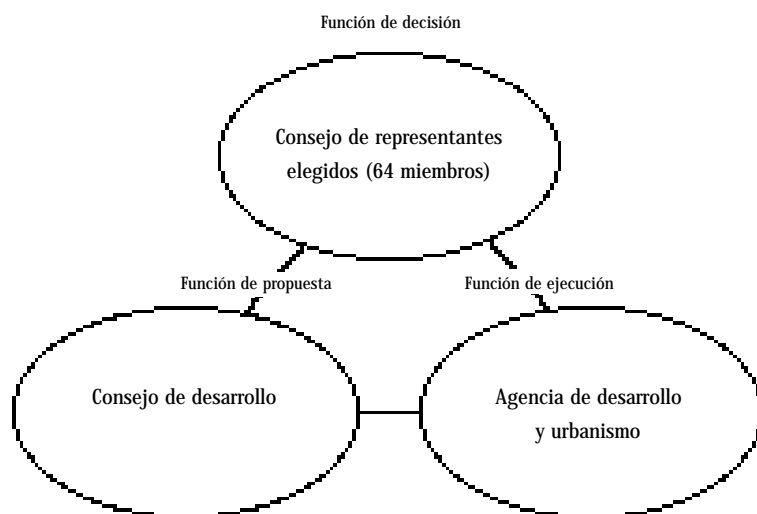 Función de decisión
Consejo de representantes
elegidos (64 miembros)
Función de propuesta
Función de ejecución
Consejo de desarrollo
Agencia de desarrollo
y urbanismo